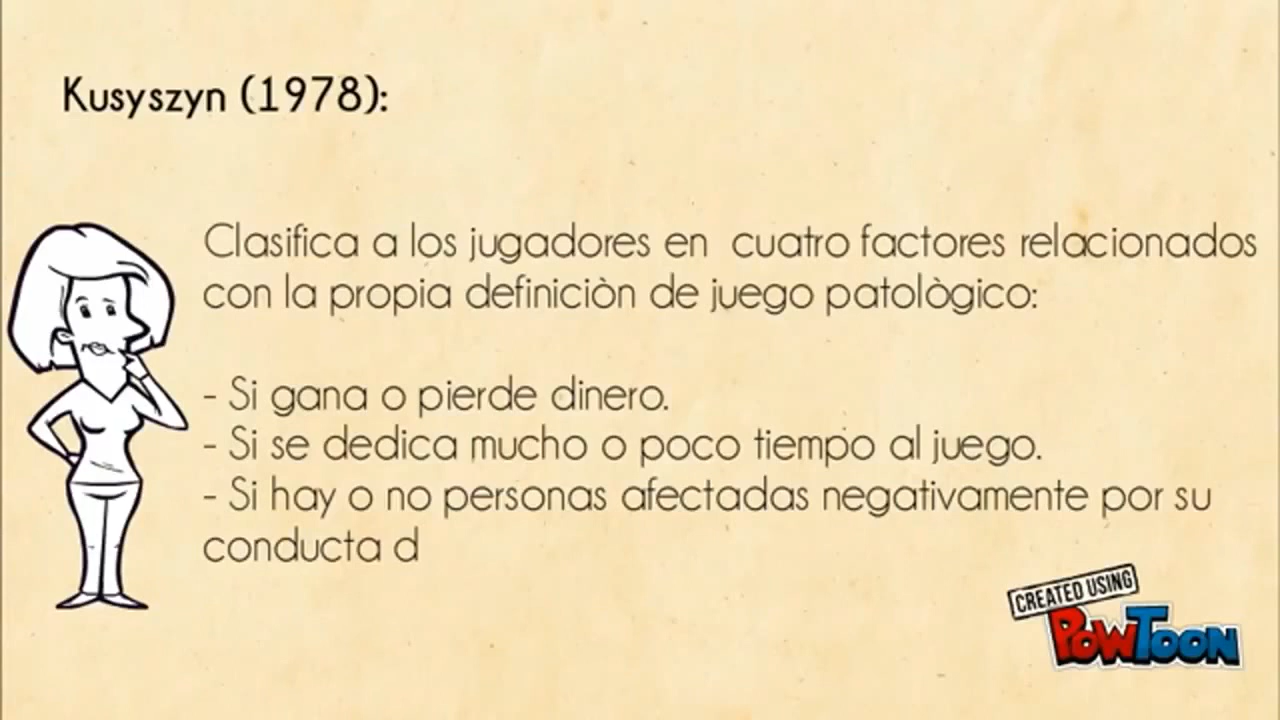 Kusyszyn (1978):
Clasifica a los jugadores en cuatro factores relacionados
con la propia definiciòn de juego patològico:
- Si gana o pierde dinero.
- Si se dedica mucho o poco tiempo al juego.
- Si hay o no personas afectadas negativamente por su
conducta d
CREATED USING
POWTOON